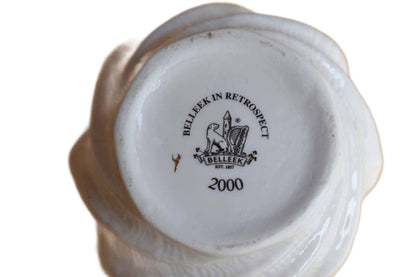 BELLEEK IN RETROSPECT
®
BELLEEK
EST. 1857
2000